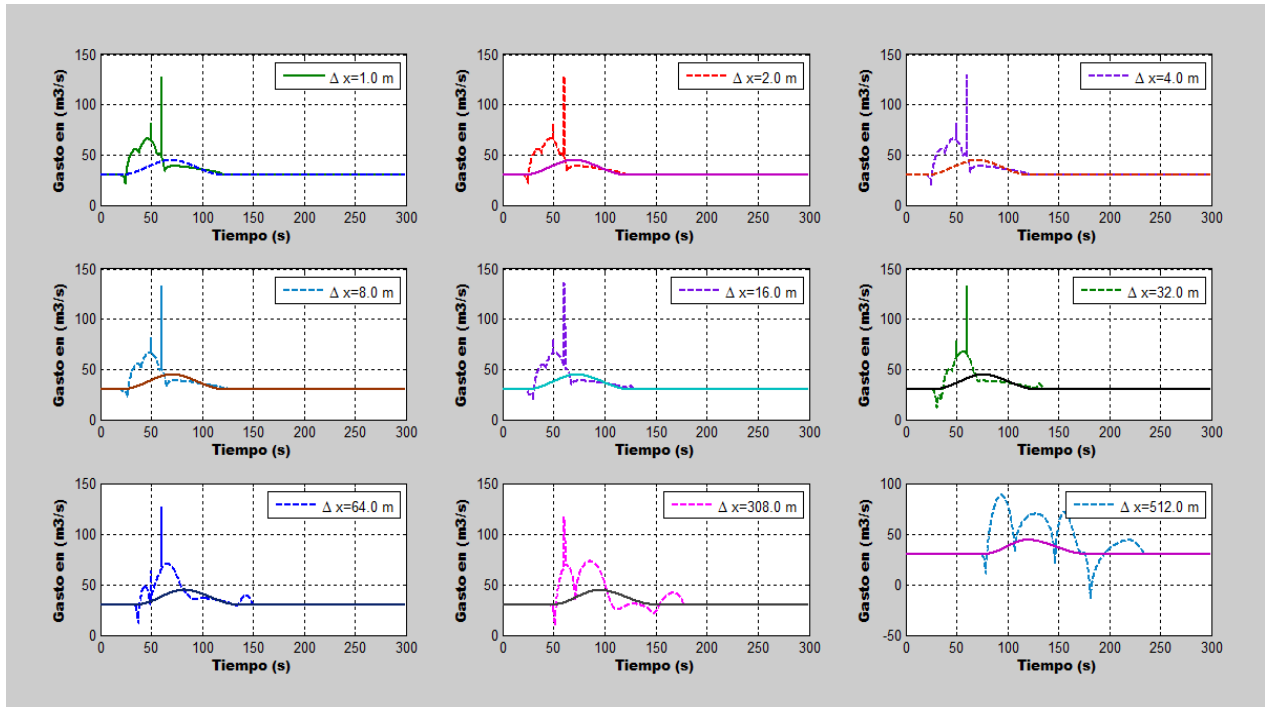 150
100
50
0
Gasto en (m3/s)
Δ x=1.0 m
0 50 100 150 200 250 300
Tiempo (s)
150
100
50
0
Gasto en (m3/s)
Δ x=2.0 m
0 50 100 150 200 250 300
Tiempo (s)
150
100
50
0
Gasto en (m3/s)
Δ x=4.0 m
0 50 100 150 200 250 300
Tiempo (s)
150
100
50
0
Gasto en (m3/s)
Δ x=8.0 m
0 50 100 150 200 250 300
Tiempo (s)
150
100
50
0
Gasto en (m3/s)
Δ x=16.0 m
0 50 100 150 200 250 300
Tiempo (s)
150
100
50
0
Gasto en (m3/s)
Δ x=32.0 m
0 50 100 150 200 250 300
Tiempo (s)
150
100
50
0
Gasto en (m3/s)
Δ x=64.0 m
0 50 100 150 200 250 300
Tiempo (s)
150
100
50
0
Gasto en (m3/s)
Δ x=308.0 m
0 50 100 150 200 250 300
Tiempo (s)
100
50
0
-50
Gasto en (m3/s)
Δ x=512.0 m
0 50 100 150 200 250 300
Tiempo (s)